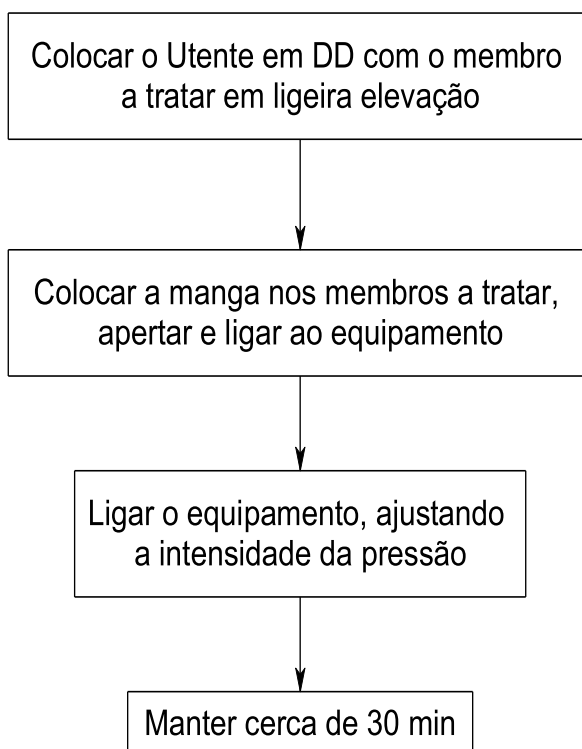 Colocar o Utente em DD com o membro
a tratar em ligeira elevação
Colocar a manga nos membros a tratar,
apertar e ligar ao equipamento
Ligar o equipamento, ajustando
a intensidade da pressão
Manter cerca de 30 min